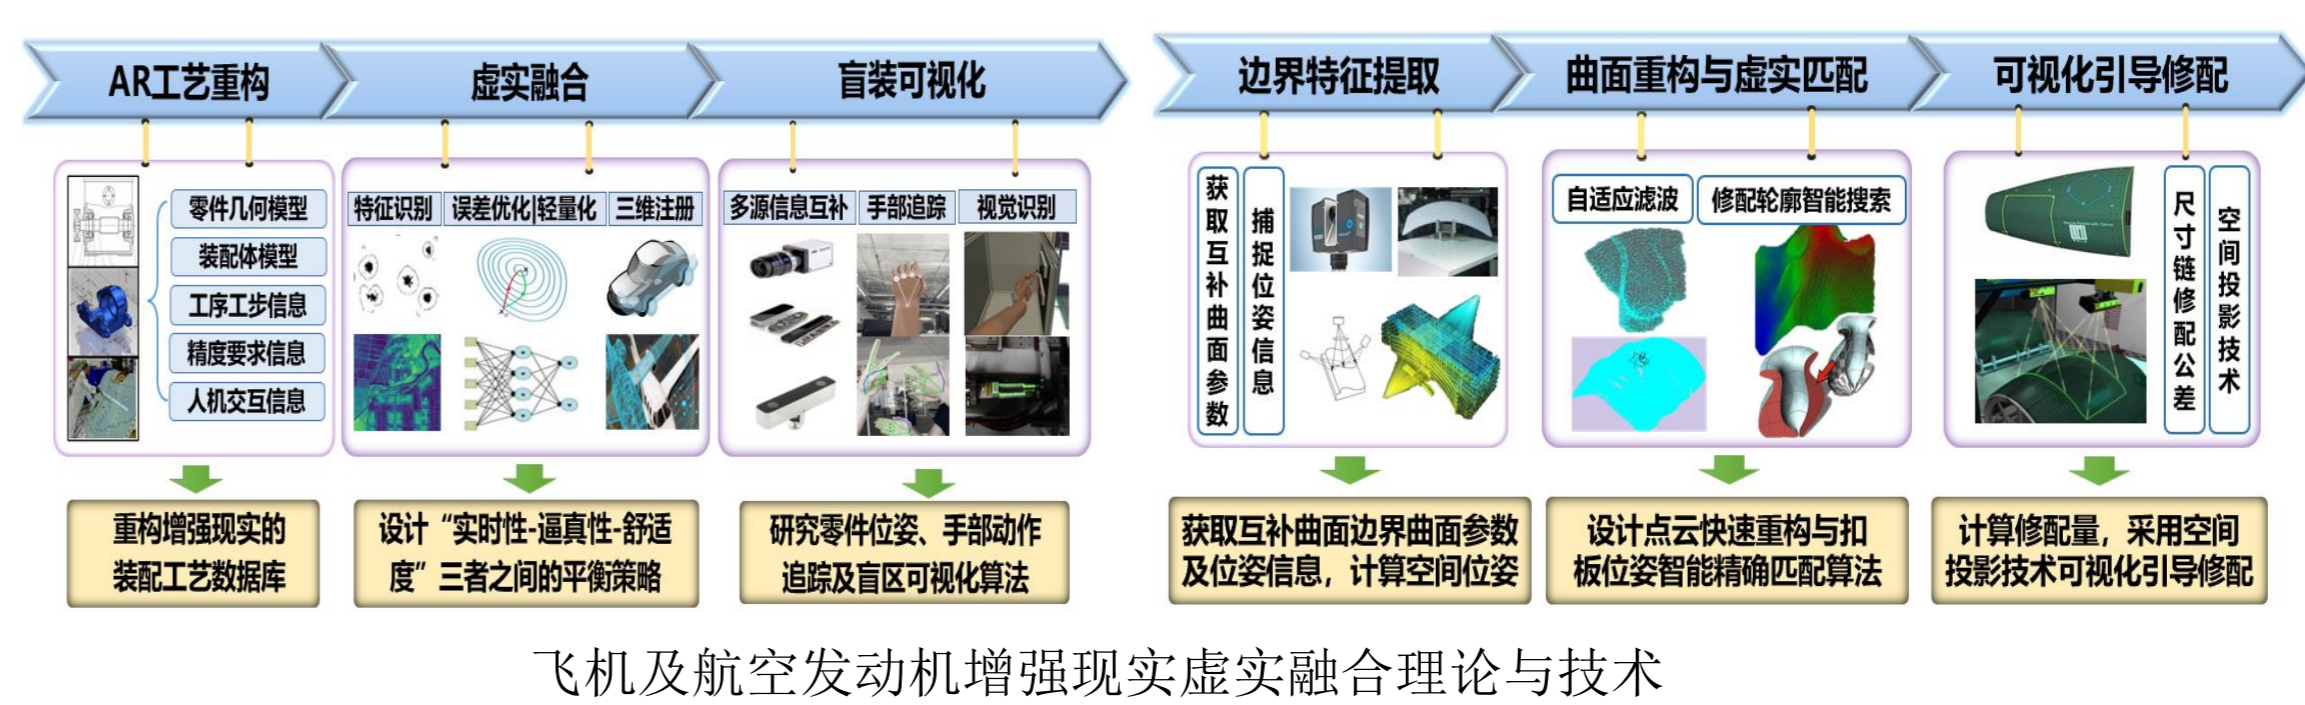 AR工艺重构
虚实融合
盲装可视化
边界特征提取
曲面重构与虚实匹配
可视化引导修配
零件几何模型
装配体模型
工序工步信息
精度要求信息
人机交互信息
特征识别
误差优化|轻量化
三维注册
多源信息互补
手部追踪
视觉识别
获取互补曲面参数
捕捉位姿信息
自适应滤波
修配轮廓智能搜索
尺寸链修配公差
空间投影技术
重构增强现实的
装配工艺数据库
设计“实时性-逼真性-舒适
度”三者之间的平衡策略
研究零件位姿、手部动作
追踪及盲区可视化算法
获取互补曲面边界曲面参数
及位姿信息，计算空间位姿
设计点云快速重构与扣
板位姿智能精确匹配算法
计算修配量，采用空间
投影技术可视化引导修配
飞机及航空发动机增强现实虚实融合理论与技术